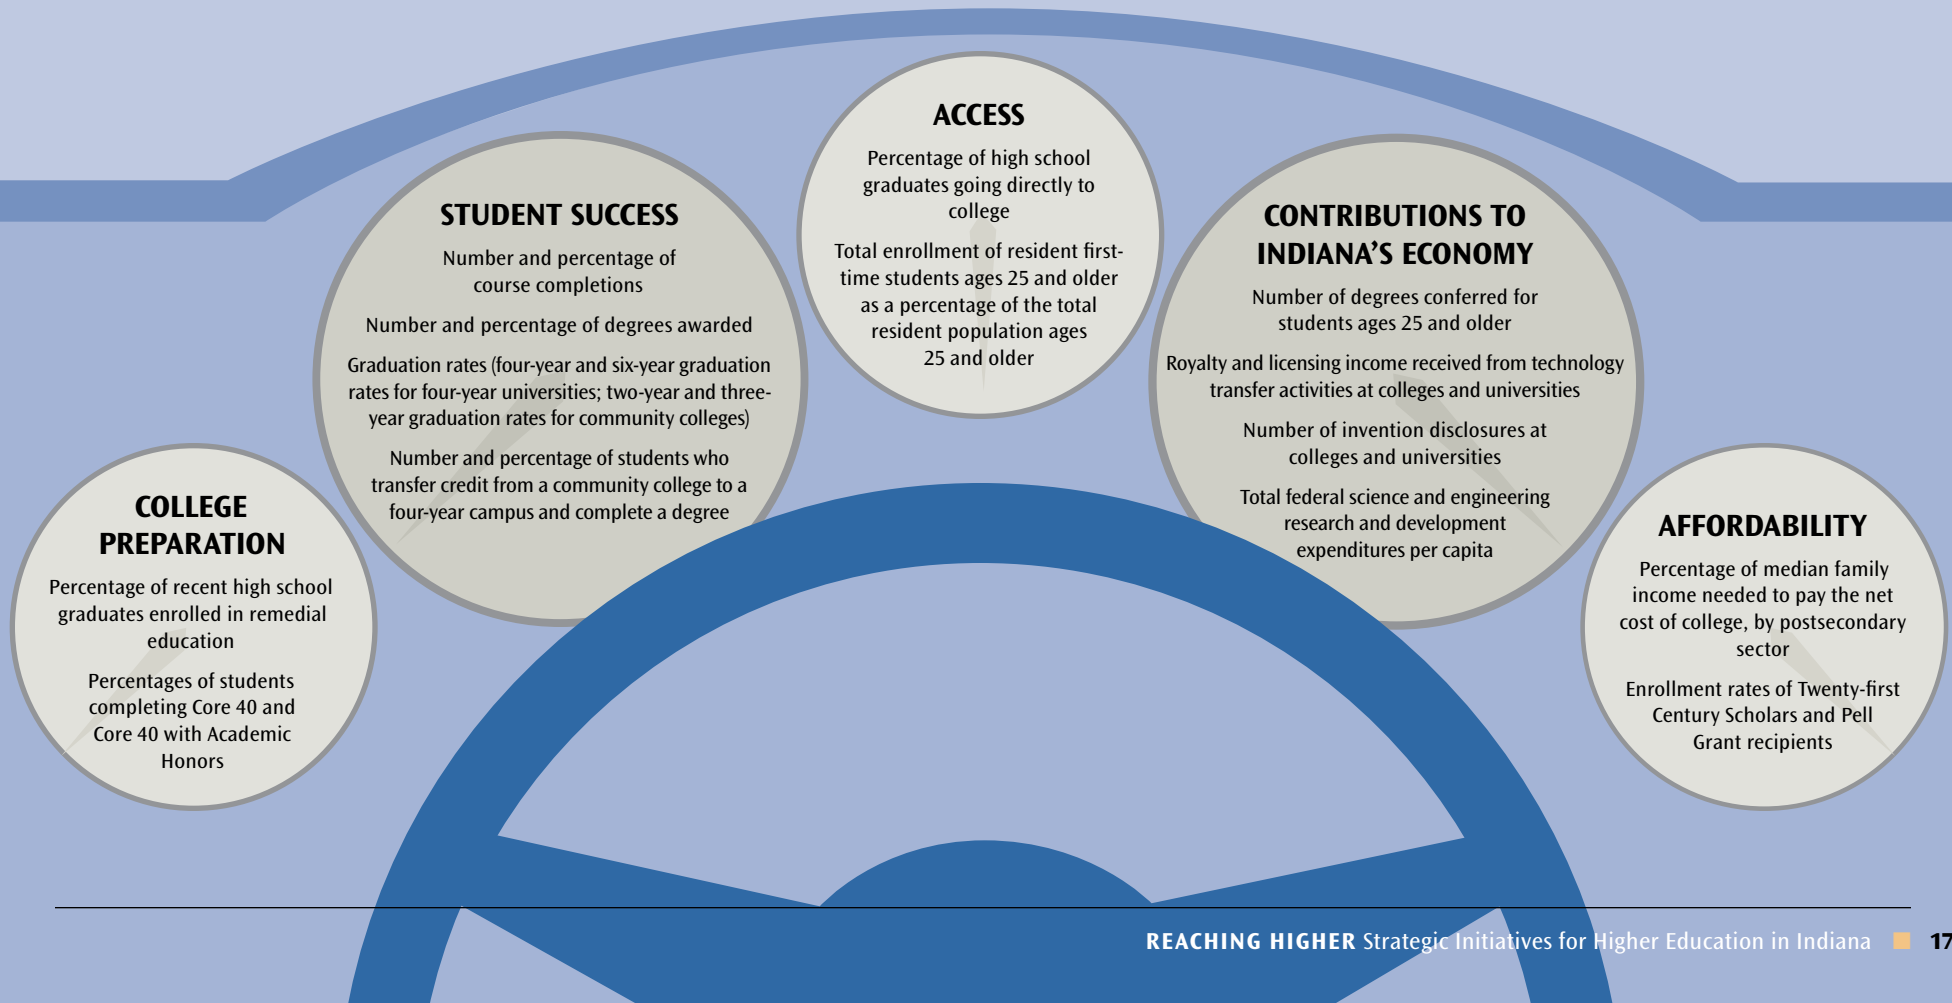 COLLEGE
PREPARATION
Percentage of recent high school
graduates enrolled in remedial
education
Percentages of students
completing Core 40 and
Core 40 with Academic
Honors
STUDENT SUCCESS
Number and percentage of
course completions
Number and percentage of degrees awarded
Graduation rates (four-year and six-year graduation
rates for four-year universities; two-year and three-
year graduation rates for community colleges)
Number and percentage of students who
transfer credit from a community college to a
four-year campus and complete a degree
ACCESS
Percentage of high school
graduates going directly to
college
Total enrollment of resident first-
time students ages 25 and older
as a percentage of the total
resident population ages
25 and older
CONTRIBUTIONS TO
INDIANA’S ECONOMY
Number of degrees conferred for
students ages 25 and older
Royalty and licensing income received from technology
transfer activities at colleges and universities
Number of invention disclosures at
colleges and universities
Total federal science and engineering
research and development
expenditures per capita
AFFORDABILITY
Percentage of median family
income needed to pay the net
cost of college, by postsecondary
sector
Enrollment rates of Twenty-first
Century Scholars and Pell
Grant recipients
REACHING HIGHER Strategic Initiatives for Higher Education in Indiana 17